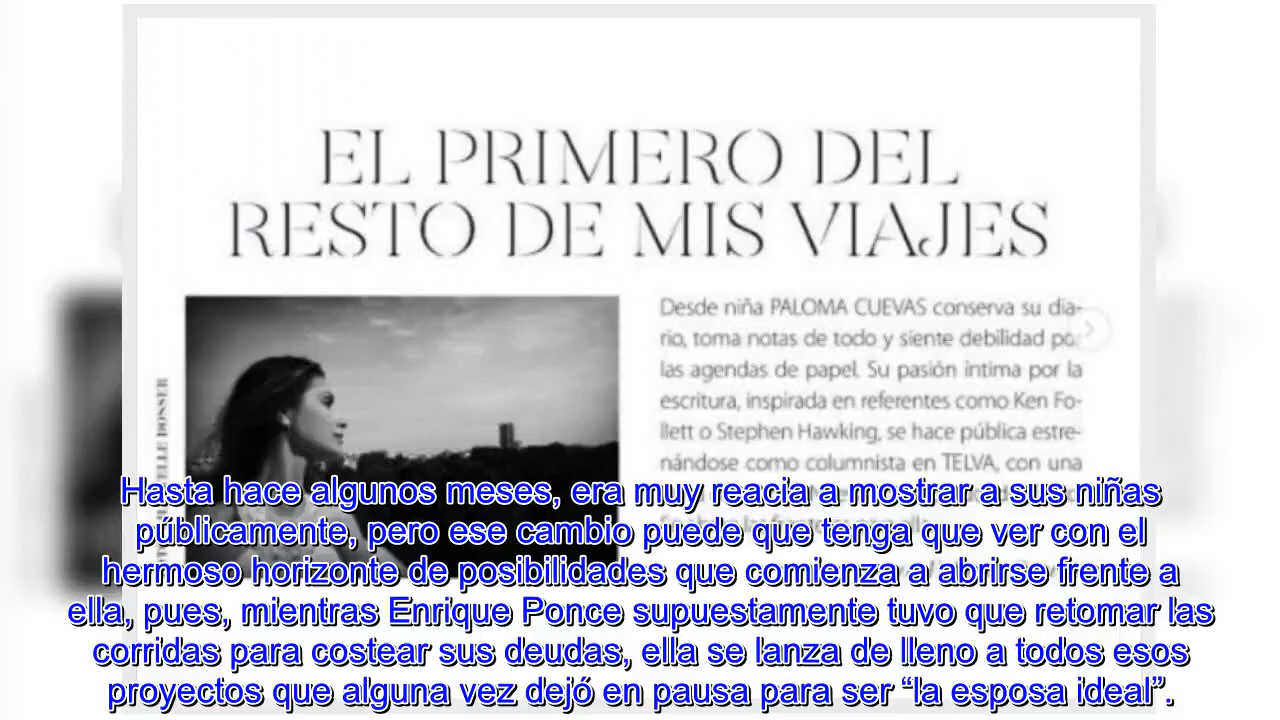 EL PRIMERO DEL
RESTO DE MIS VIAJES
Desde niña PALOMA CUEVAS conserva su dia-
rio, toma notas de todo y siente debilidad por
las agendas de papel. Su pasión íntima por la
escritura, inspirada en referentes como Ken Fo-
llett o Stephen Hawking, se hace pública estre-
nándose como columnista en TELVA, con una
Hasta hace algunos meses, era muy reacia a mostrar a sus niñas
públicamente, pero ese cambio puede que tenga que ver con el
hermoso horizonte de posibilidades que comienza a abrirse frente a
ella, pues, mientras Enrique Ponce supuestamente tuvo que retomar las
corridas para costear sus deudas, ella se lanza de lleno a todos esos
proyectos que alguna vez dejó en pausa para ser “la esposa ideal”.